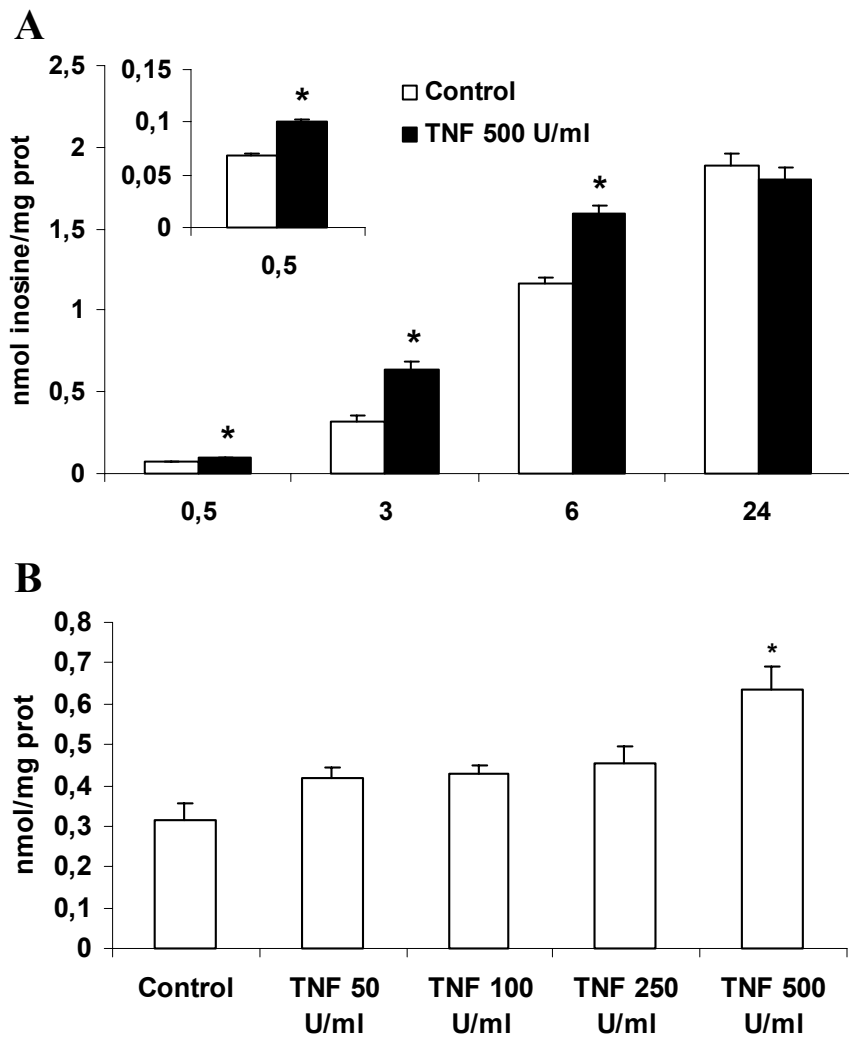 A
nmol inosine/mg prot
2,5
2
1,5
1
0,5
0
0,15
0,1
0,05
0
*
0,5
Control
TNF 500 U/ml
*
*
*
0,5 3 6 24
B
nmol/mg prot
0,8
0,7
0,6
0,5
0,4
0,3
0,2
0,1
0
*
Control TNF 50 TNF 100 TNF 250 TNF 500
U/ml U/ml U/ml U/ml